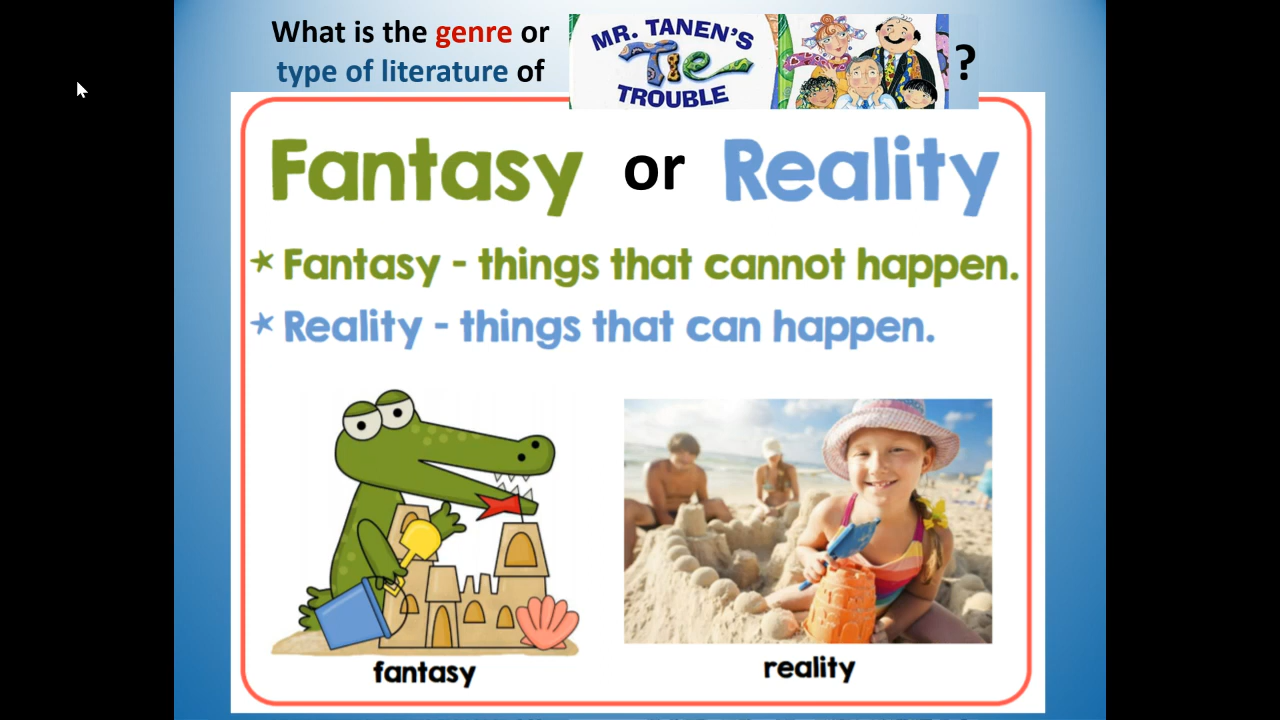 What is the genre or
type of literature of
MR. TANEN'S
Tie
TROUBLE
?
Fantasy or Reality
* Fantasy - things that cannot happen.
* Reality - things that can happen.
fantasy
reality